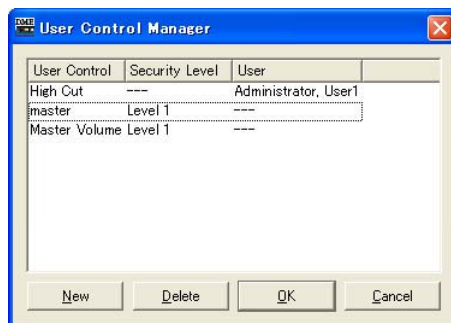 DME User Control Manager
User Control Security Level User
High Cut --- Administrator, User1
master Level 1 ---
Master Volume Level 1 ---
New Delete OK Cancel